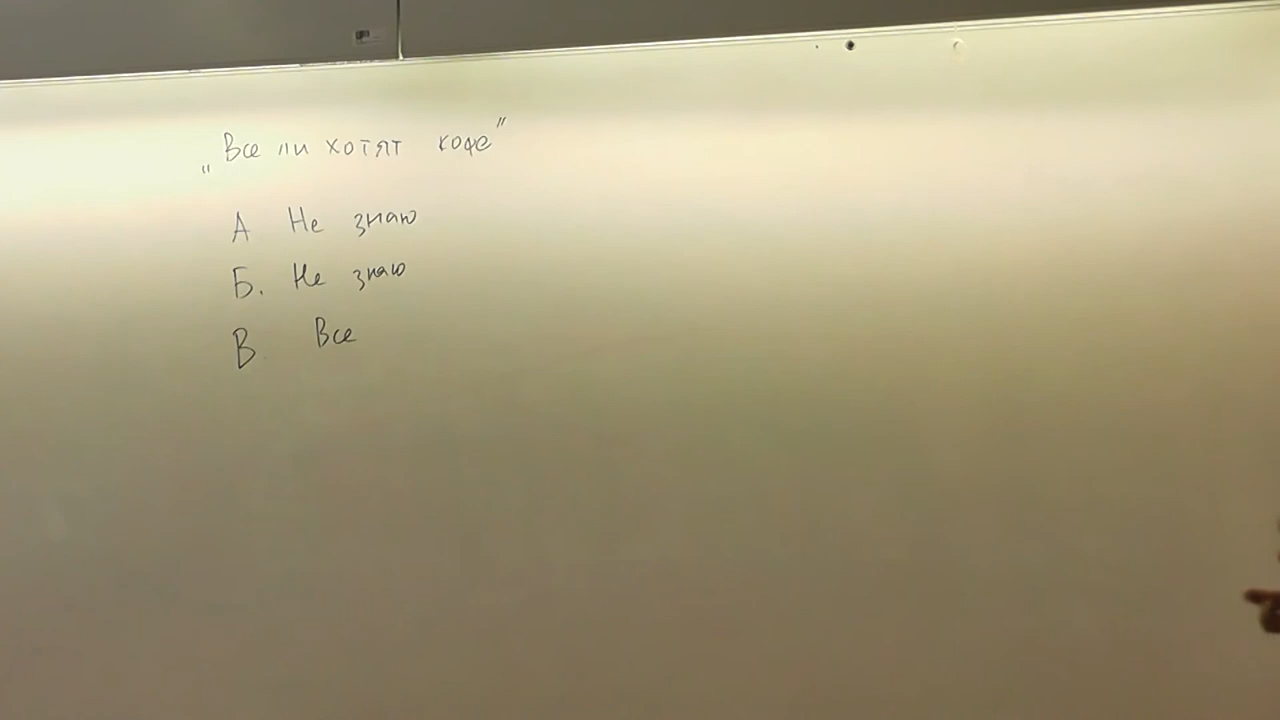 „Все ли хотят кофе"
А Не знаю
Б. Не знаю
В. Все